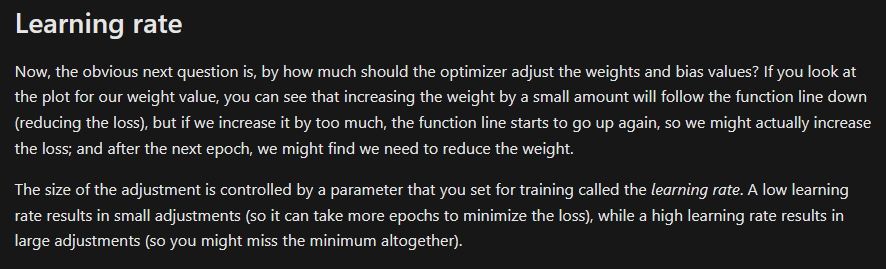 Learning rate
Now, the obvious next question is, by how much should the optimizer adjust the weights and bias values? If you look at
the plot for our weight value, you can see that increasing the weight by a small amount will follow the function line down
(reducing the loss), but if we increase it by too much, the function line starts to go up again, so we might actually increase
the loss; and after the next epoch, we might find we need to reduce the weight.
The size of the adjustment is controlled by a parameter that you set for training called the learning rate. A low learning
rate results in small adjustments (so it can take more epochs to minimize the loss), while a high learning rate results in
large adjustments (so you might miss the minimum altogether).